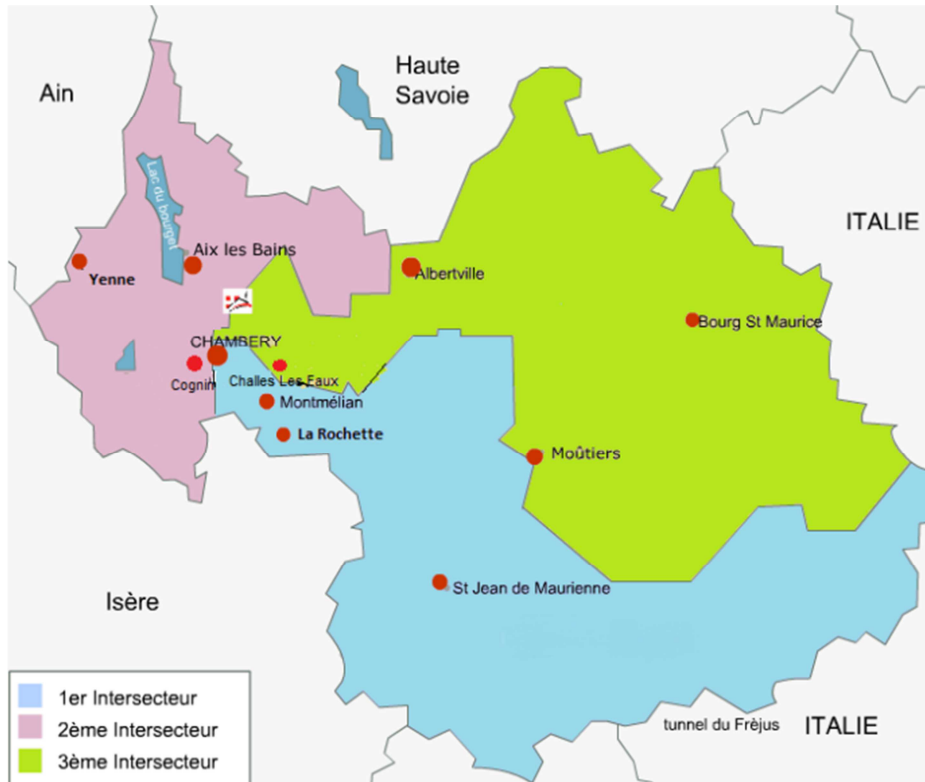 Ain
Haute
Savoie
Lac du bourget
ITALIE
Yenne
Aix les Bains
Albertville
Bourg St Maurice
CHAMBERY
Cognin
Challes Les Eaux
Montmélian
La Rochette
Moûtiers
St Jean de Maurienne
Isère
1er Intersecteur
2ème Intersecteur
3ème Intersecteur
tunnel du Frèjus
ITALIE